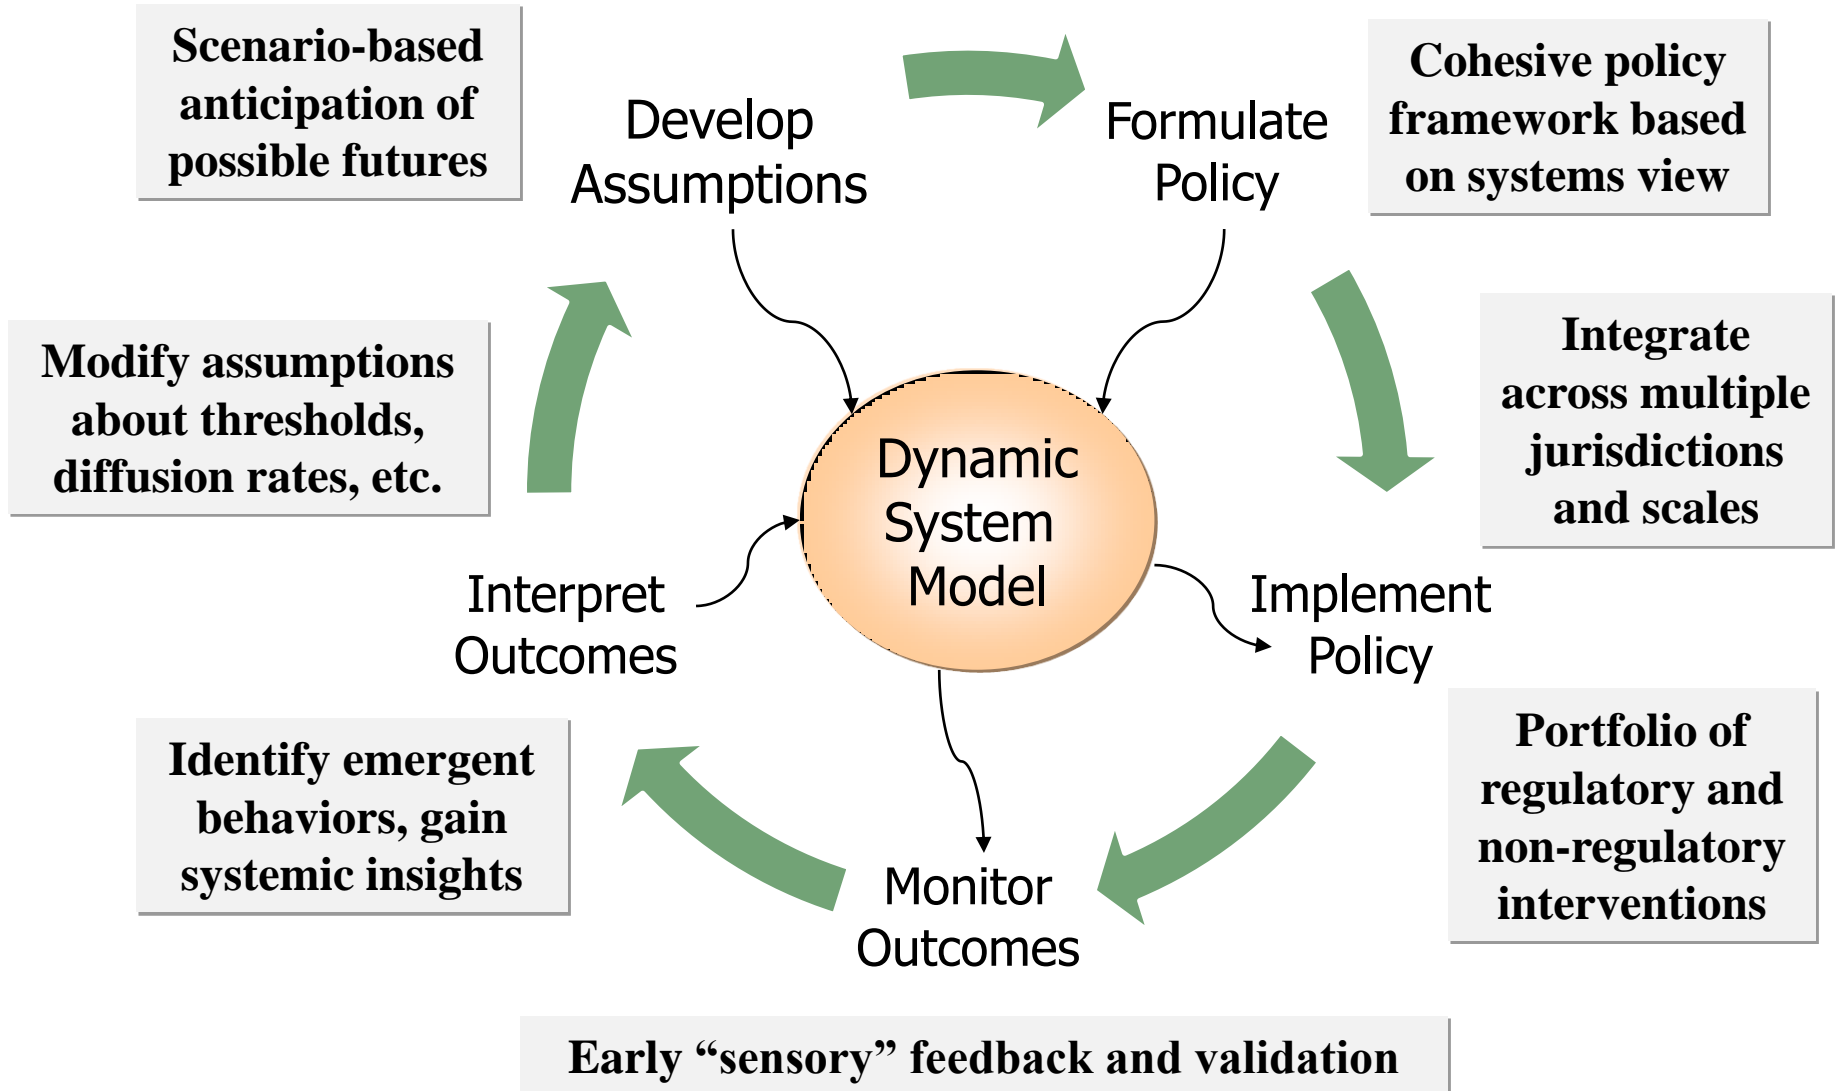 Scenario-based
anticipation of
possible futures
Develop
Assumptions
Formulate
Policy
Cohesive policy
framework based
on systems view
Modify assumptions
about thresholds,
diffusion rates, etc.
Integrate
across multiple
jurisdictions
and scales
Dynamic
System
Model
Interpret
Outcomes
Implement
Policy
Identify emergent
behaviors, gain
systemic insights
Portfolio of
regulatory and
non-regulatory
interventions
Monitor
Outcomes
Early “sensory” feedback and validation